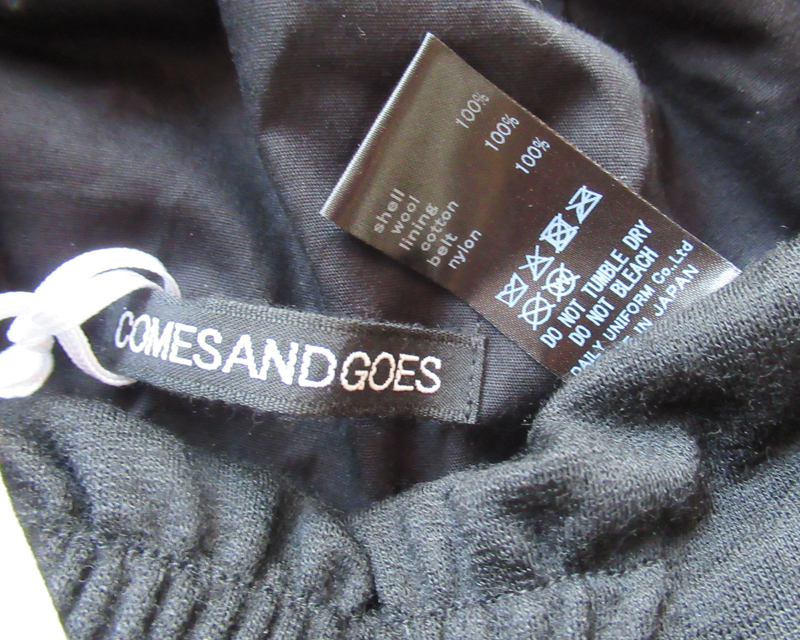 COMESANDGOES
shell
wool 100%
lining
cotton 100%
belt
nylon 100%
DO NOT TUMBLE DRY
DO NOT BLEACH
DAILY UNIFORM Co.,Ltd
IN JAPAN